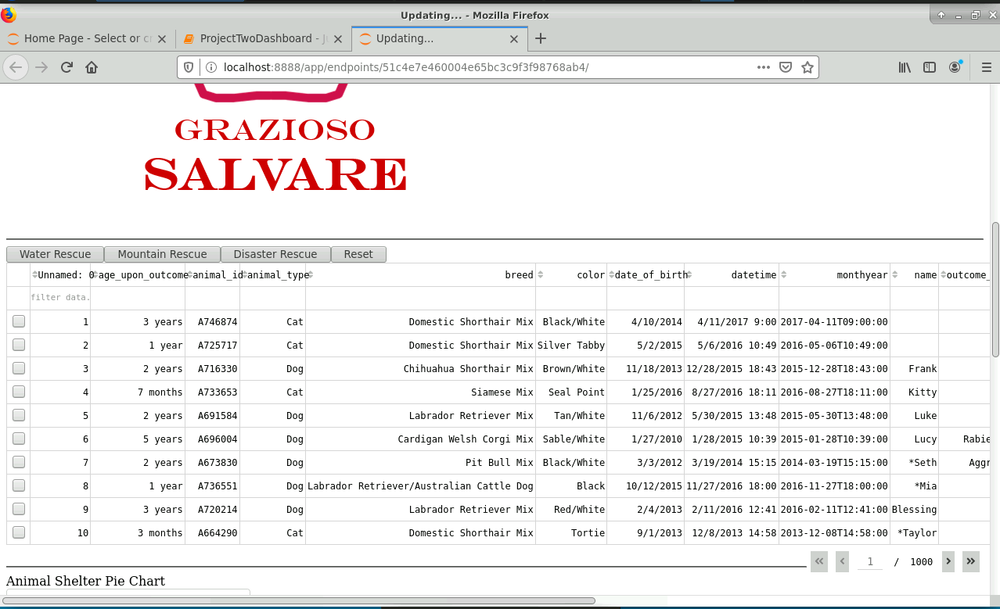 Updating... - Mozilla Firefox
Home Page - Select or cr
ProjectTwoDashboard - Ju
Updating...
localhost:8888/app/endpoints/51c4e7e460004e65bc3c9f3f98768ab4/
GRAZIOSO
SALVARE
Water Rescue Mountain Rescue Disaster Rescue Reset
Unnamed: 0 age_upon_outcome animal_id animal_type breed color date_of_birth datetime monthyear name outcome_
filter data.
1 3 years A746874 Cat Domestic Shorthair Mix Black/White 4/10/2014 4/11/2017 9:00 2017-04-11T09:00:00
2 1 year A725717 Cat Domestic Shorthair Mix Silver Tabby 5/2/2015 5/6/2016 10:49 2016-05-06T10:49:00
3 2 years A716330 Dog Chihuahua Shorthair Mix Brown/White 11/18/2013 12/28/2015 18:43 2015-12-28T18:43:00 Frank
4 7 months A733653 Cat Siamese Mix Seal Point 1/25/2016 8/27/2016 18:11 2016-08-27T18:11:00 Kitty
5 2 years A691584 Dog Labrador Retriever Mix Tan/White 11/6/2012 5/30/2015 13:48 2015-05-30T13:48:00 Luke
6 5 years A696004 Dog Cardigan Welsh Corgi Mix Sable/White 1/27/2010 1/28/2015 10:39 2015-01-28T10:39:00 Lucy Rabie
7 2 years A673830 Dog Pit Bull Mix Black/White 3/3/2012 3/19/2014 15:15 2014-03-19T15:15:00 *Seth Aggr
8 1 year A736551 Dog Labrador Retriever/Australian Cattle Dog Black 10/12/2015 11/27/2016 18:00 2016-11-27T18:00:00 *Mia
9 3 years A720214 Dog Labrador Retriever Mix Red/White 2/4/2013 2/11/2016 12:41 2016-02-11T12:41:00 Blessing
10 3 months A664290 Cat Domestic Shorthair Mix Tortie 9/1/2013 12/8/2013 14:58 2013-12-08T14:58:00 *Taylor
1 / 1000
Animal Shelter Pie Chart